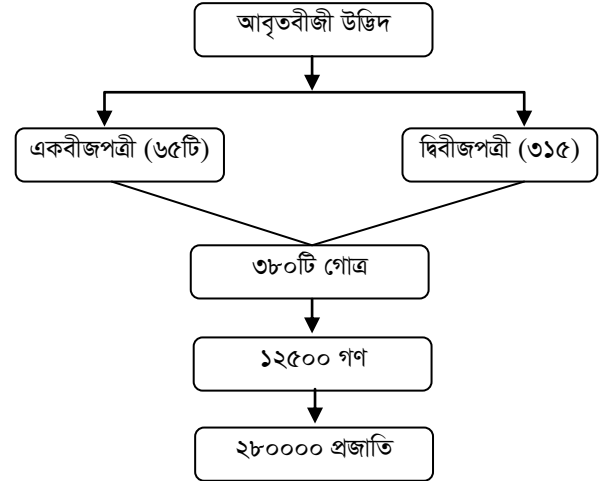 আবৃতবীজী উদ্ভিদ
একবীজপত্রী (৬৫টি)
দ্বিবীজপত্রী (৩১৫)
৩৮০টি গোত্র
১২৫০০ গণ
২৮০০০০ প্রজাতি